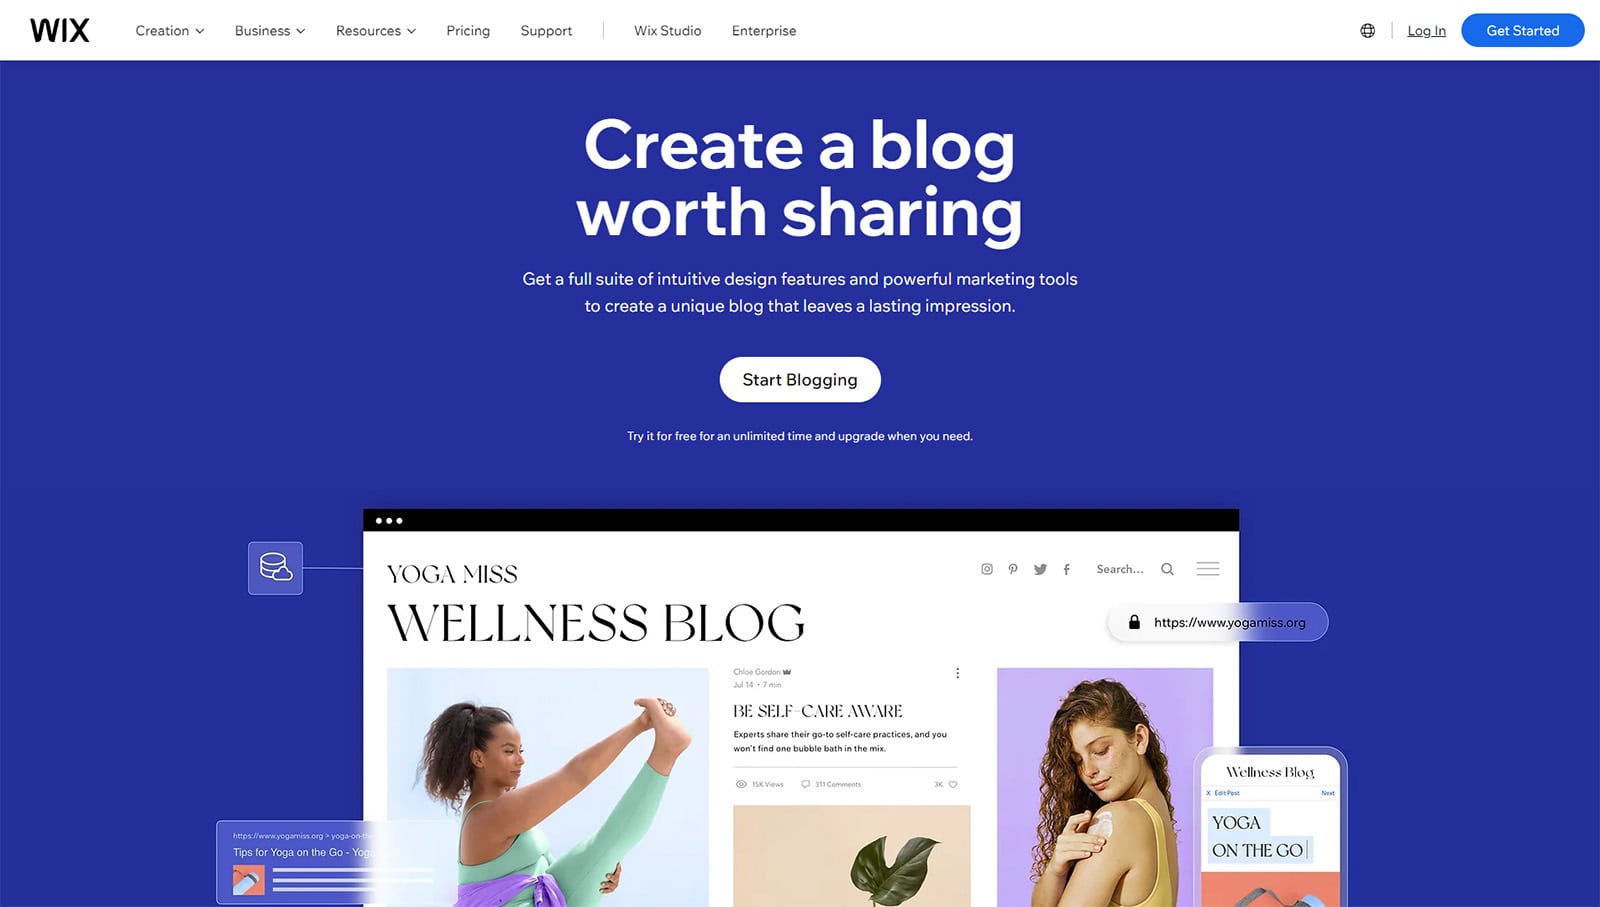 WIX
Creation
Business
Resources
Pricing
Support
Wix Studio
Enterprise
Log In
Get Started
Create a blog
worth sharing
Get a full suite of intuitive design features and powerful marketing tools
to create a unique blog that leaves a lasting impression.
Start Blogging
Try it for free for an unlimited time and upgrade when you need.
YOGA MISS
Search...
WELLNESS BLOG
https://www.yogamiss.org
Chloe Gordon
Jul 14 • 7 min
BE SELF-CARE AWARE
Experts share their go-to self-care practices, and you
won't find one bubble bath in the mix.
15K Views
311 Comments
3K
https://www.yogamiss.org > yoga-on-the
Tips for Yoga on the Go - Yoga
Wellness Blog
X Edit Post
Next
YOGA
ON THE GO